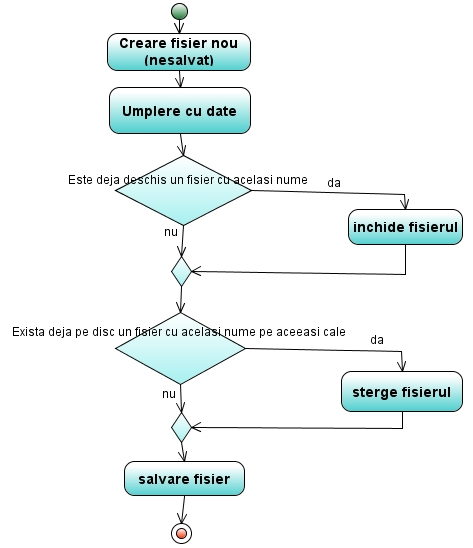 Creare fisier nou
(nesalvat)
Umplere cu date
Este deja deschis un fisier cu acelasi nume
da
nu
inchide fisierul
Exista deja pe disc un fisier cu acelasi nume pe aceeasi cale
da
nu
sterge fisierul
salvare fisier